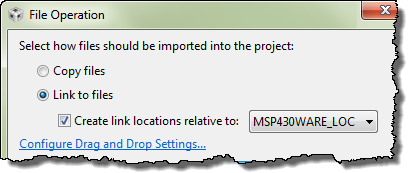 File Operation
Select how files should be imported into the project:
Copy files
Link to files
Create link locations relative to: MSP430WARE_LOC
Configure Drag and Drop Settings...